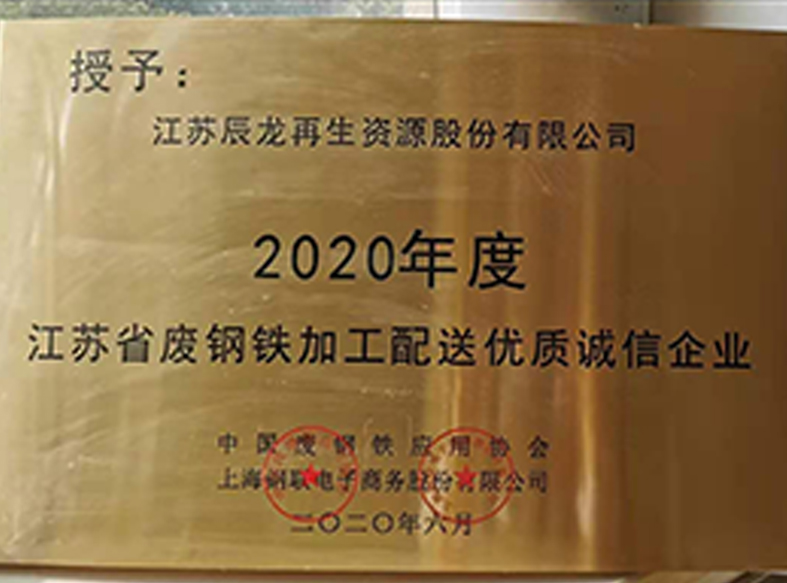 授予：
江苏辰龙再生资源股份有限公司
2020年度
江苏省废钢铁加工配送优质诚信企业
中国废钢铁应用协会
上海钢联电子商务股份有限公司
二〇二〇年六月